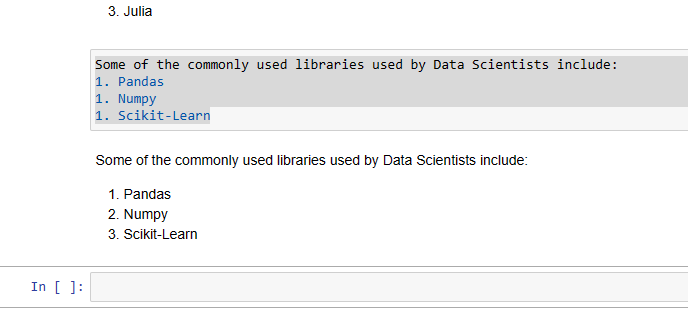 3. Julia
Some of the commonly used libraries used by Data Scientists include:
1. Pandas
1. Numpy
1. Scikit-Learn
Some of the commonly used libraries used by Data Scientists include:
1. Pandas
2. Numpy
3. Scikit-Learn
In [ ]: